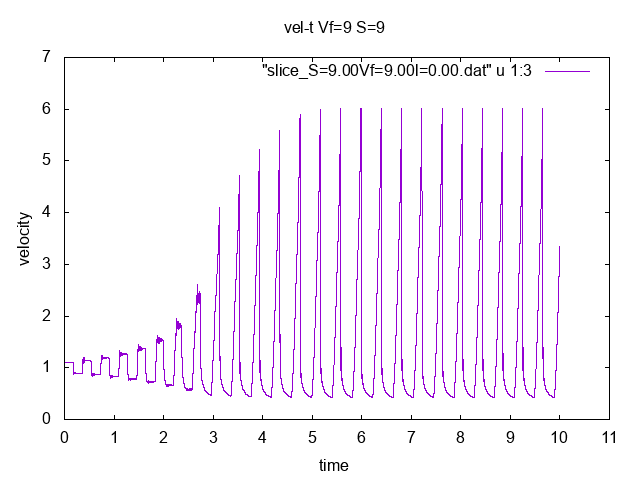 vel-t Vf=9 S=9
"slice_S=9.00Vf=9.00I=0.00.dat" u 1:3
7
6
5
4
3
2
1
0
velocity
0 1 2 3 4 5 6 7 8 9 10 11
time